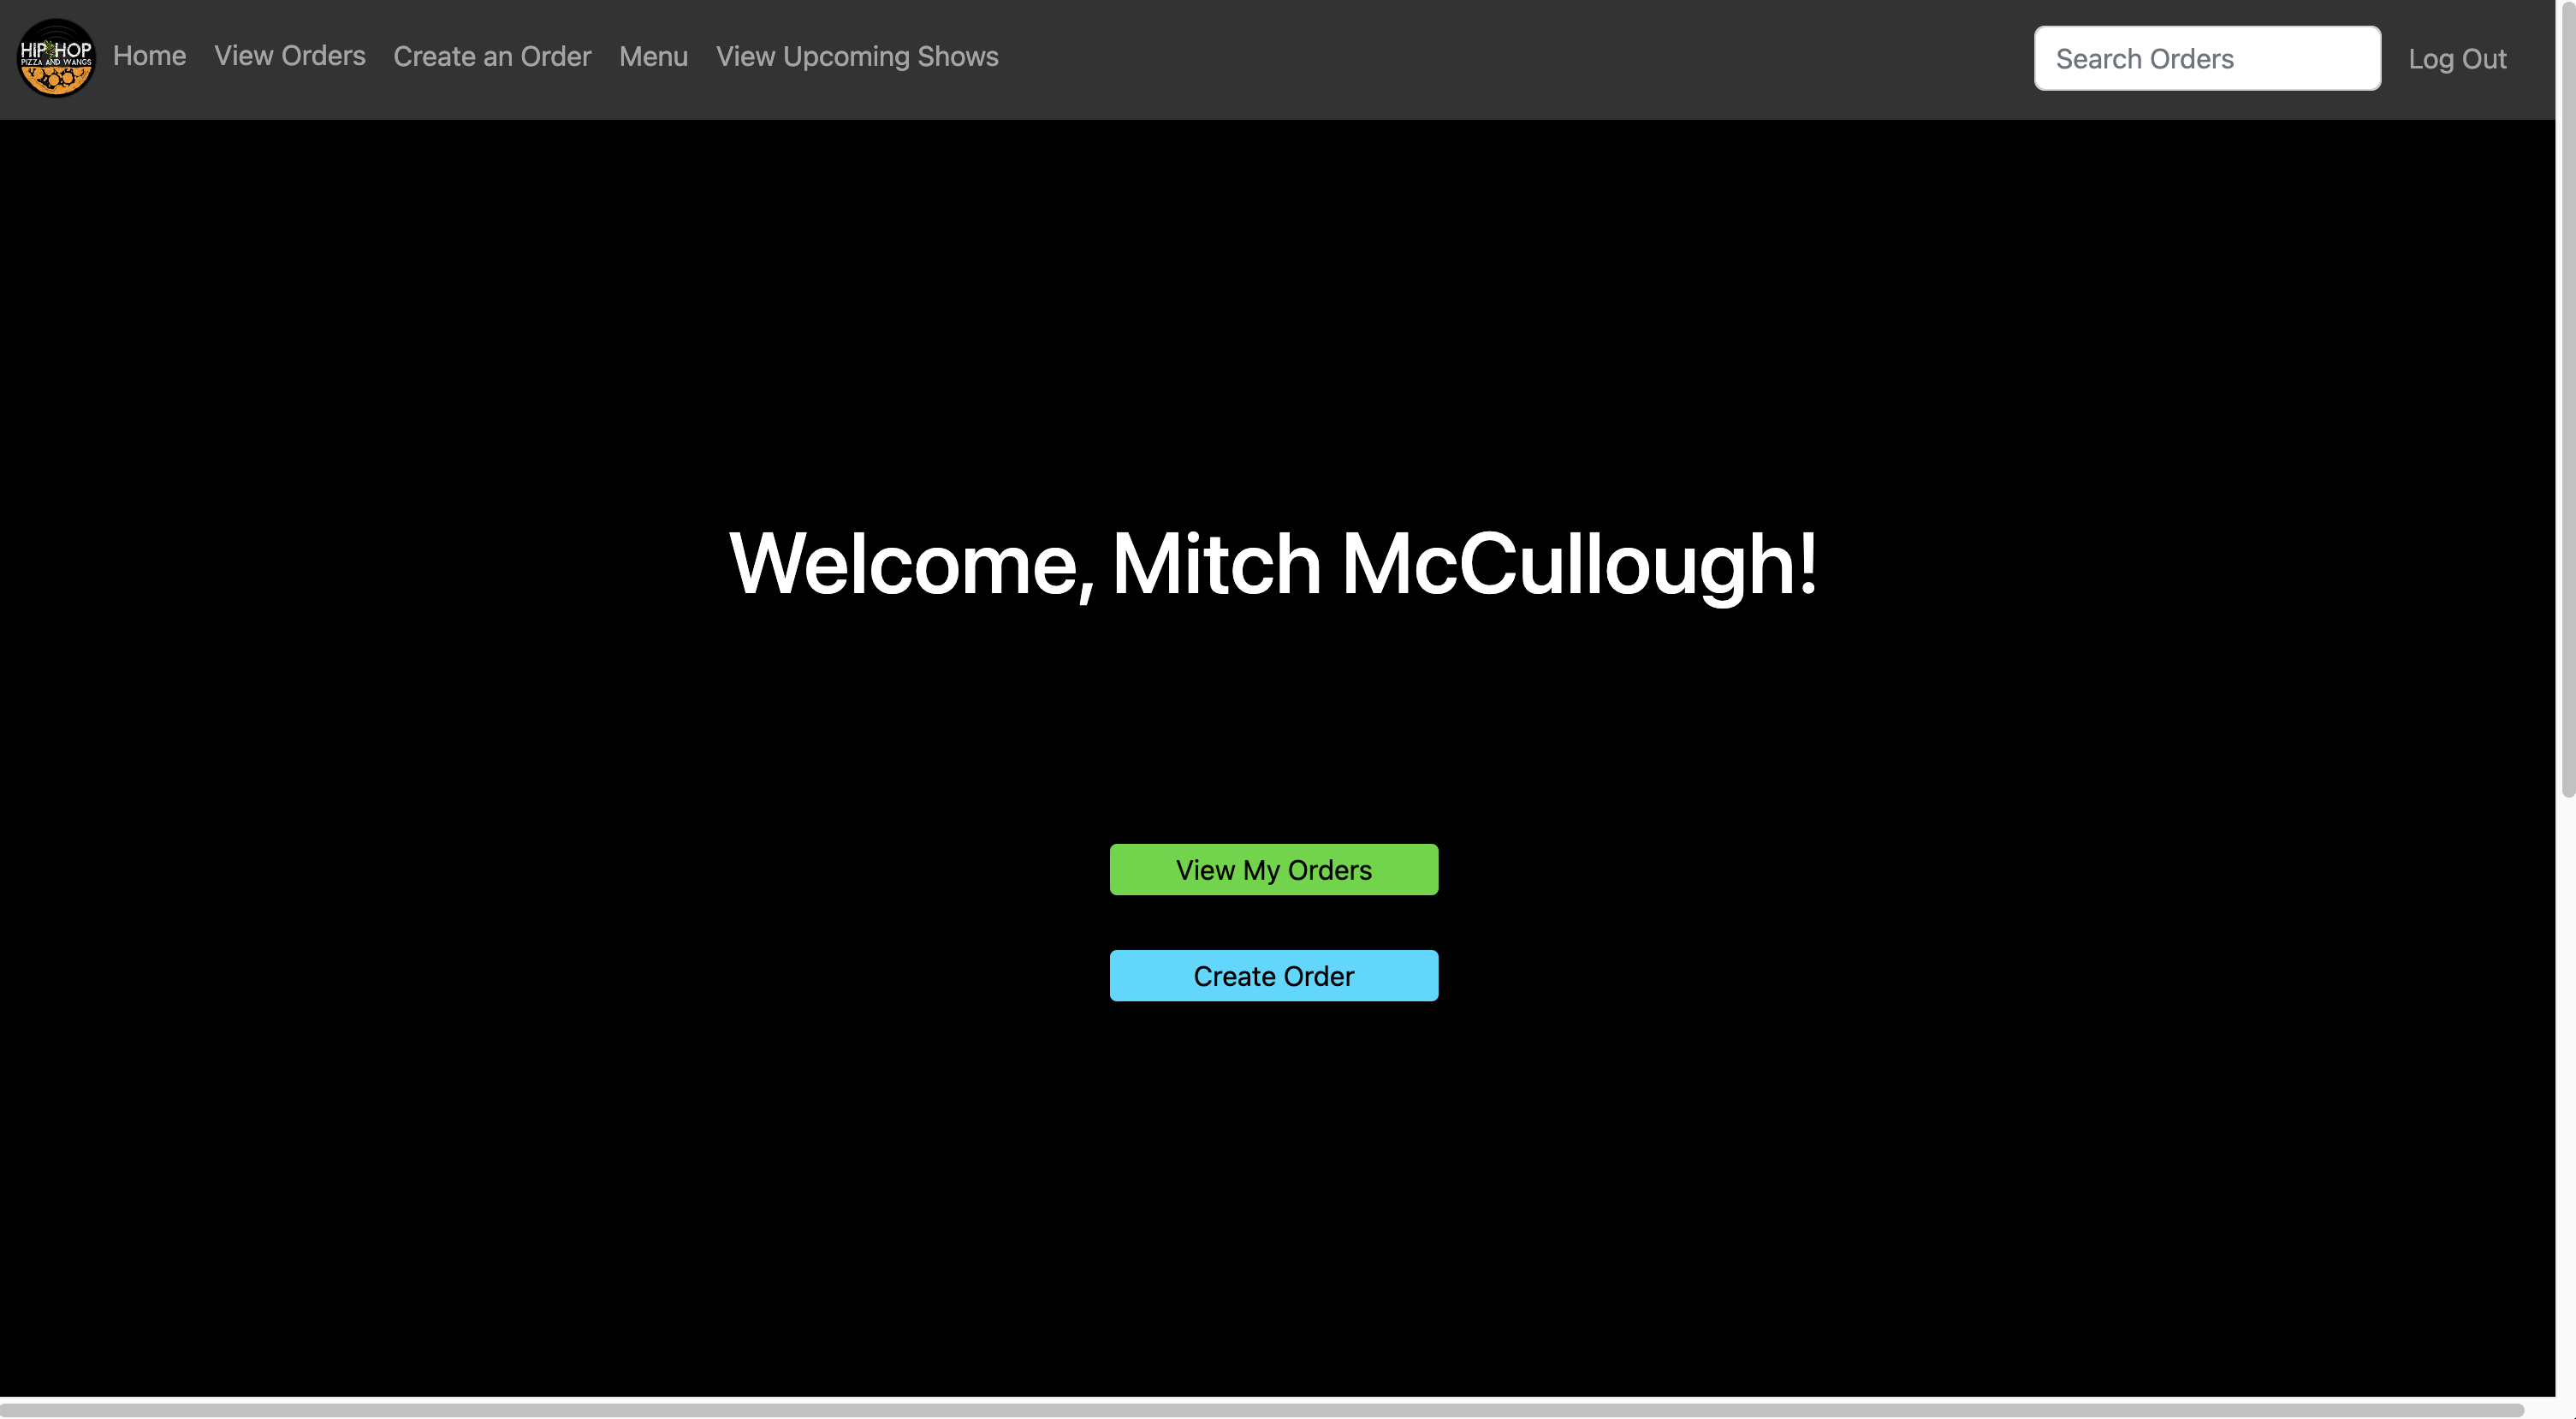 HIP HOP
PIZZA AND WANGS
Home View Orders Create an Order Menu View Upcoming Shows Search Orders Log Out
Welcome, Mitch McCullough!
View My Orders
Create Order